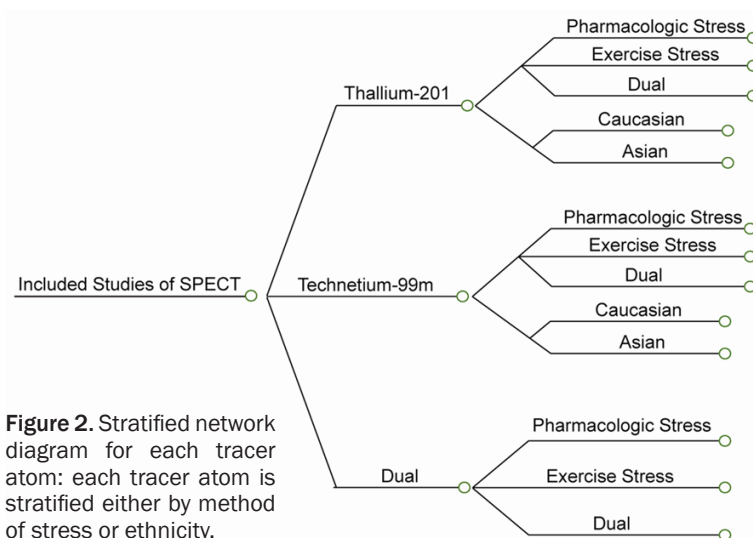 Included Studies of SPECT
Thallium-201
Pharmacologic Stress
Exercise Stress
Dual
Caucasian
Asian
Technetium-99m
Pharmacologic Stress
Exercise Stress
Dual
Caucasian
Asian
Dual
Pharmacologic Stress
Exercise Stress
Dual
Figure 2. Stratified network
diagram for each tracer
atom: each tracer atom is
stratified either by method
of stress or ethnicity.